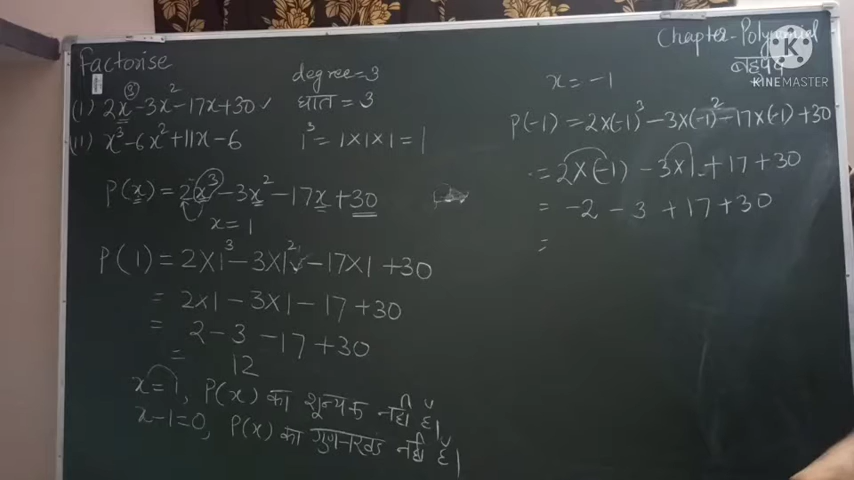 Factorise
(i) 2x³-3x²-17x+30 ✓
(ii) x³-6x²+11x-6
degree=3
घात=3
1³=1×1×1=1
P(x)=2x³-3x²-17x+30
x=1
P(1)=2×1³-3×1²-17×1+30
=2×1-3×1-17+30
=2-3-17+30
=12
x=1, P(x) का शून्यक नहीं है।
x-1=0, P(x) का गुणनखंड नहीं है।
Chapter-Polynomial
बहुपद
x=-1
P(-1)=2×(-1)³-3×(-1)²-17×(-1)+30
=2×(-1)-3×1+17+30
=-2-3+17+30
=
K
KINEMASTER